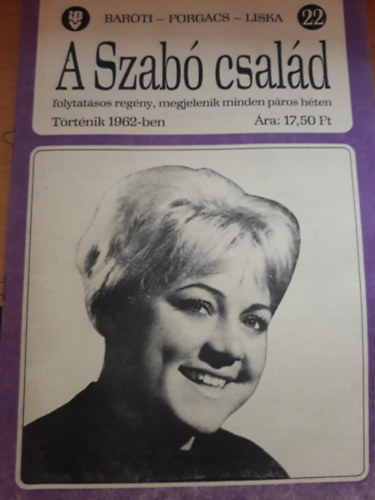 BARÓTI – FORGÁCS – LISKA 22
A Szabó család
folytatásos regény, megjelenik minden páros héten
Történik 1962-ben Ára: 17,50 Ft